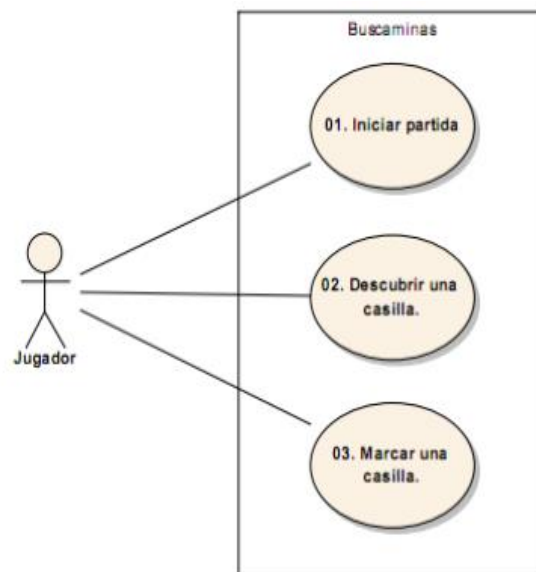 Buscaminas
01. Iniciar partida
02. Descubrir una
casilla.
Jugador
03. Marcar una
casilla.